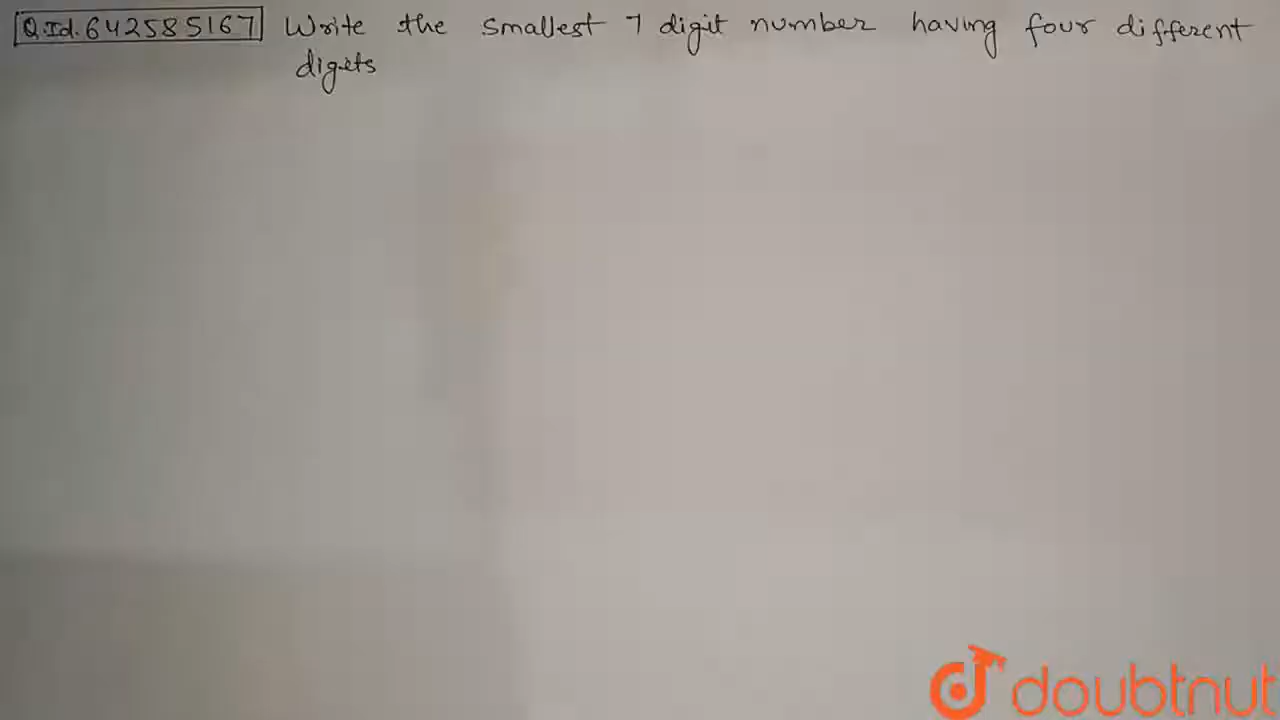 Q.Id.642585167 Write the smallest 7 digit number having four different
digits
doubtnut